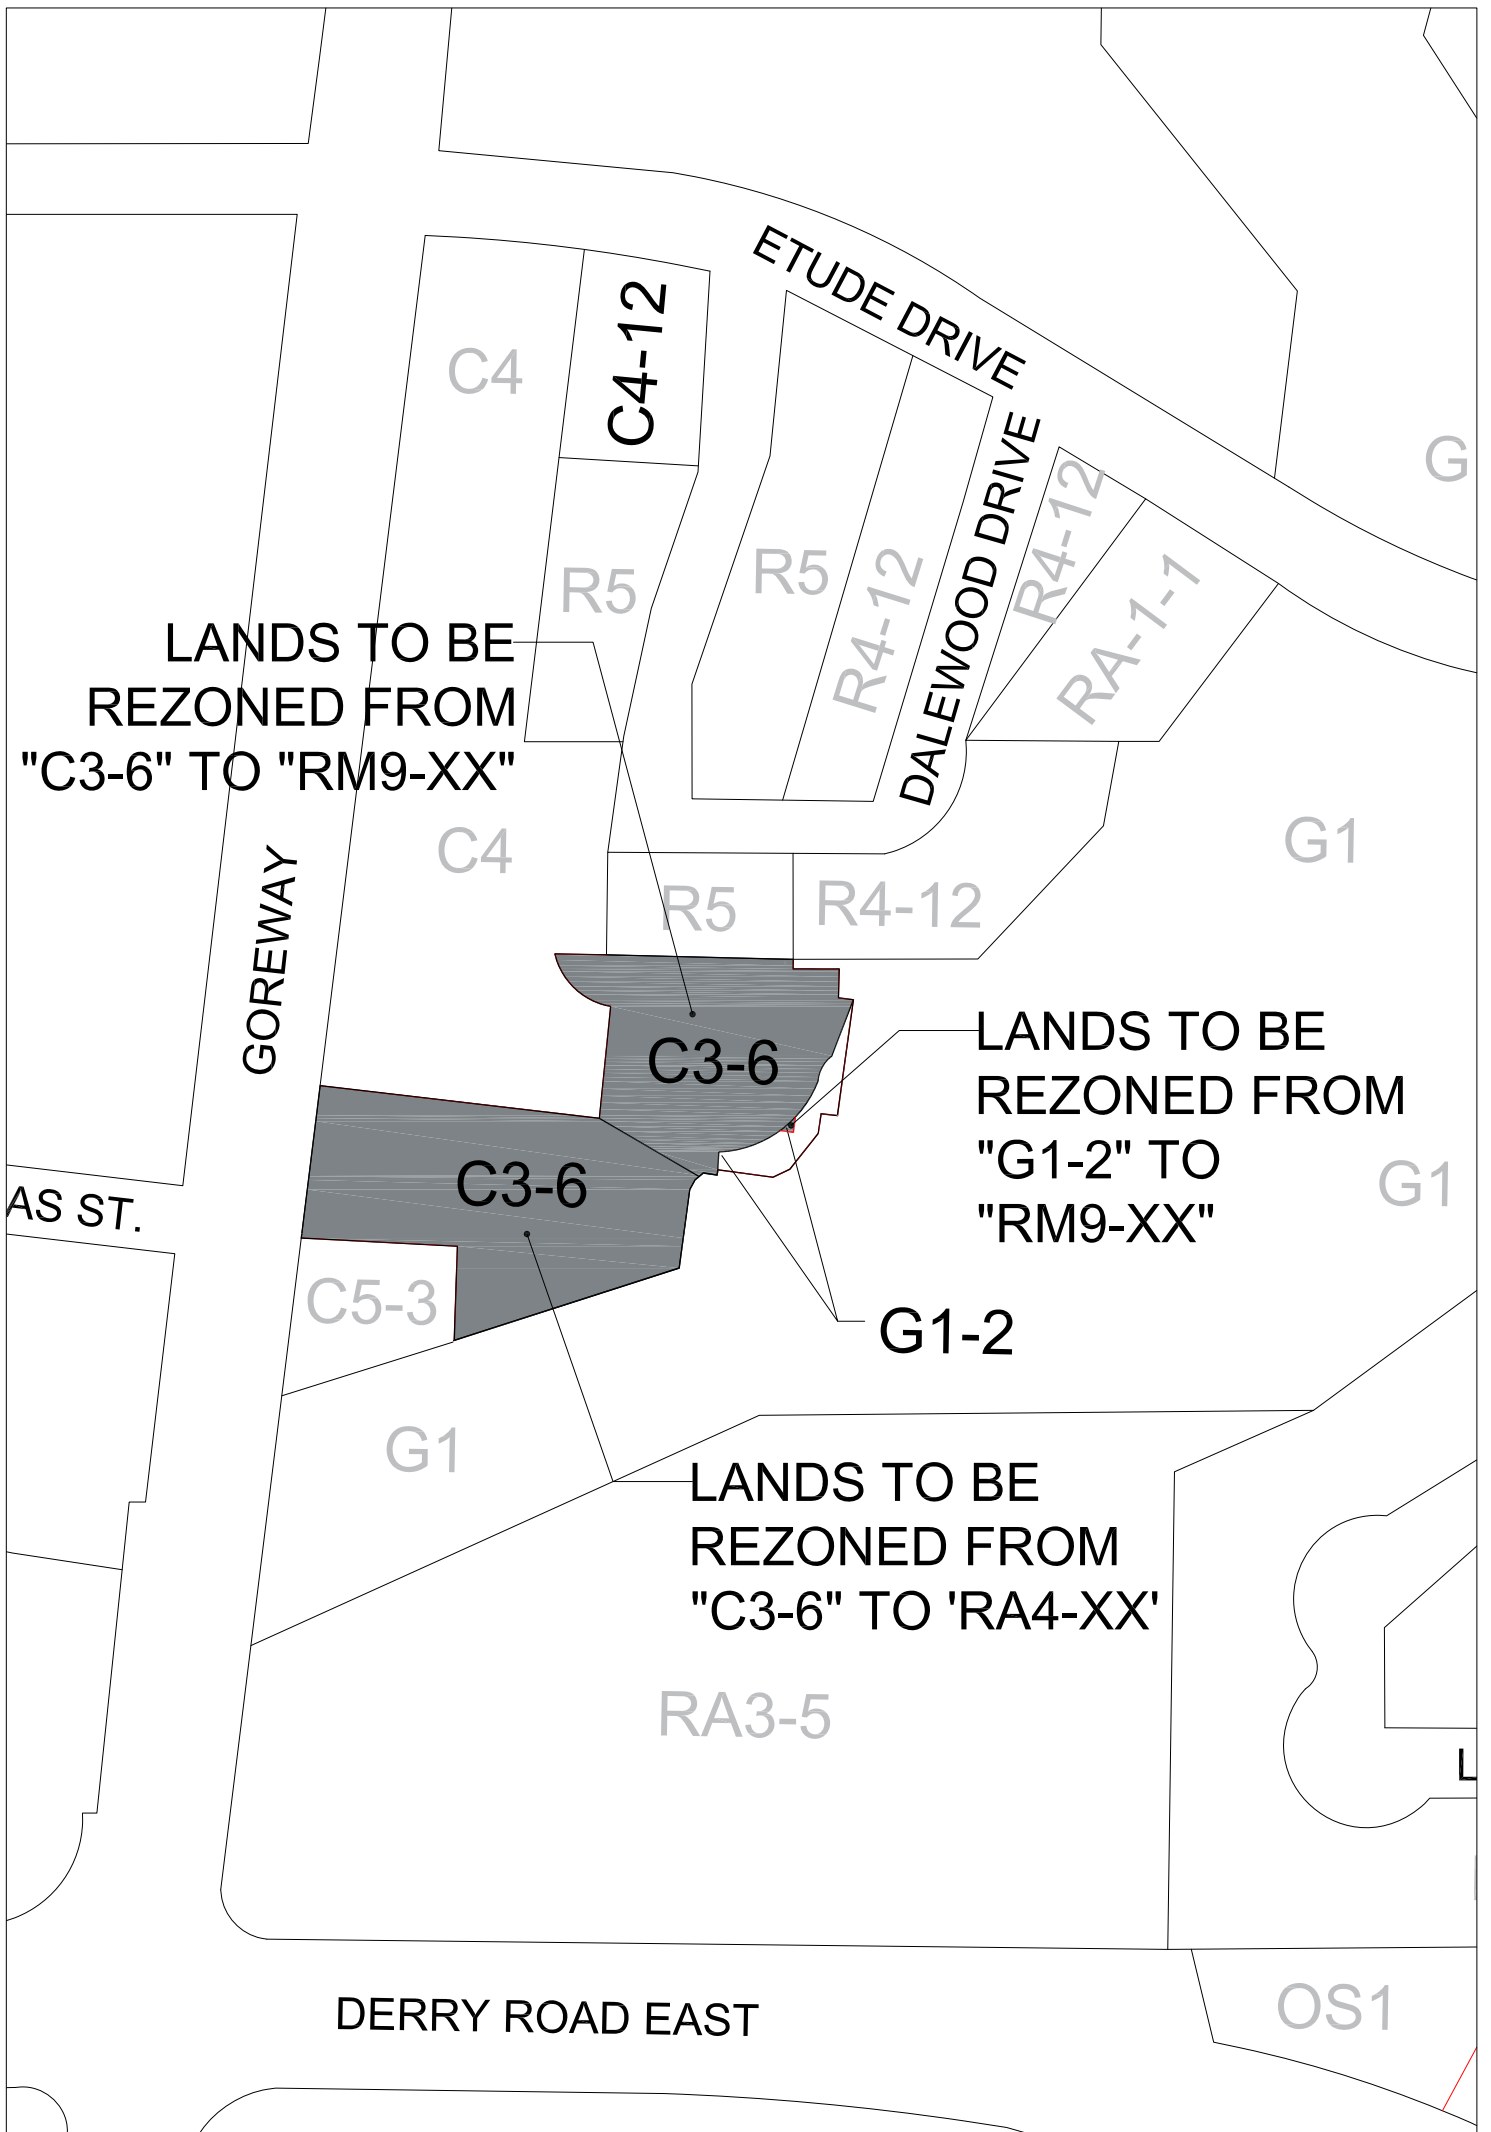 ETUDE DRIVE
C4-12
C4
DALEWOOD DRIVE
R4-12
G
R5
R5
R4-12
RA-1-1
LANDS TO BE
REZONED FROM
"C3-6" TO "RM9-XX"
C4
G1
R5
R4-12
GOREWAY
C3-6
LANDS TO BE
REZONED FROM
"G1-2" TO
"RM9-XX"
C3-6
G1
AS ST.
C5-3
G1-2
G1
LANDS TO BE
REZONED FROM
"C3-6" TO 'RA4-XX'
RA3-5
L
OS1
DERRY ROAD EAST